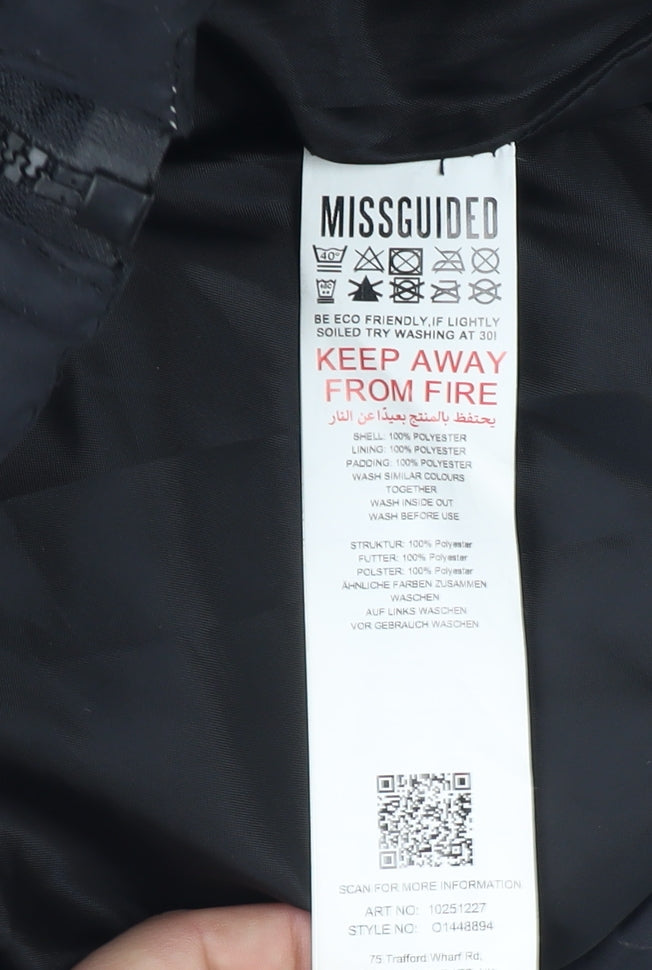 MISSGUIDED
40°
BE ECO FRIENDLY,IF LIGHTLY
SOILED TRY WASHING AT 30!
KEEP AWAY
FROM FIRE
يحتفظ بالمنتج بعيدًا عن النار
SHELL: 100% POLYESTER
LINING: 100% POLYESTER
PADDING: 100% POLYESTER
WASH SIMILAR COLOURS
TOGETHER
WASH INSIDE OUT
WASH BEFORE USE
STRUKTUR: 100% Polyester
FUTTER: 100% Polyester
POLSTER: 100% Polyester
ÄHNLICHE FARBEN ZUSAMMEN
WASCHEN
AUF LINKS WASCHEN
VOR GEBRAUCH WASCHEN
SCAN FOR MORE INFORMATION
ART NO: 10251227
STYLE NO: O1448894
75 Trafford Wharf Rd,